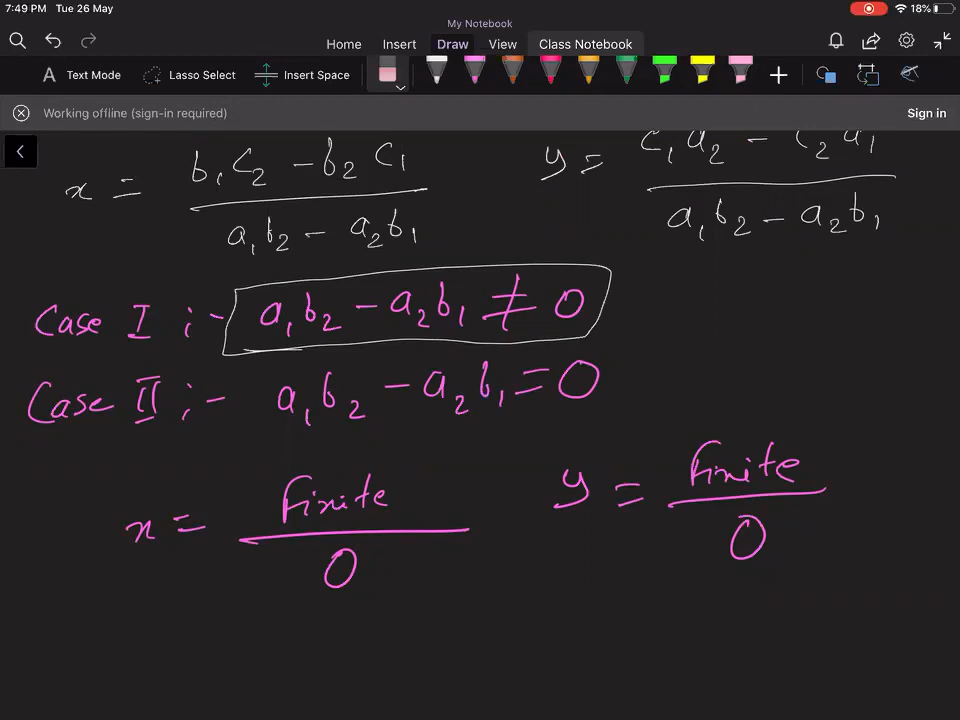 7:49 PM Tue 26 May 18%
My Notebook
Home Insert Draw View Class Notebook
Text Mode Lasso Select Insert Space
Working offline (sign-in required) Sign in
x = b₁c₂ − b₂c₁ / a₁b₂ − a₂b₁ y = c₁a₂ − c₂a₁ / a₁b₂ − a₂b₁
Case I :- a₁b₂ − a₂b₁ ≠ 0
Case II :- a₁b₂ − a₂b₁ = 0
x = finite / 0 y = finite / 0